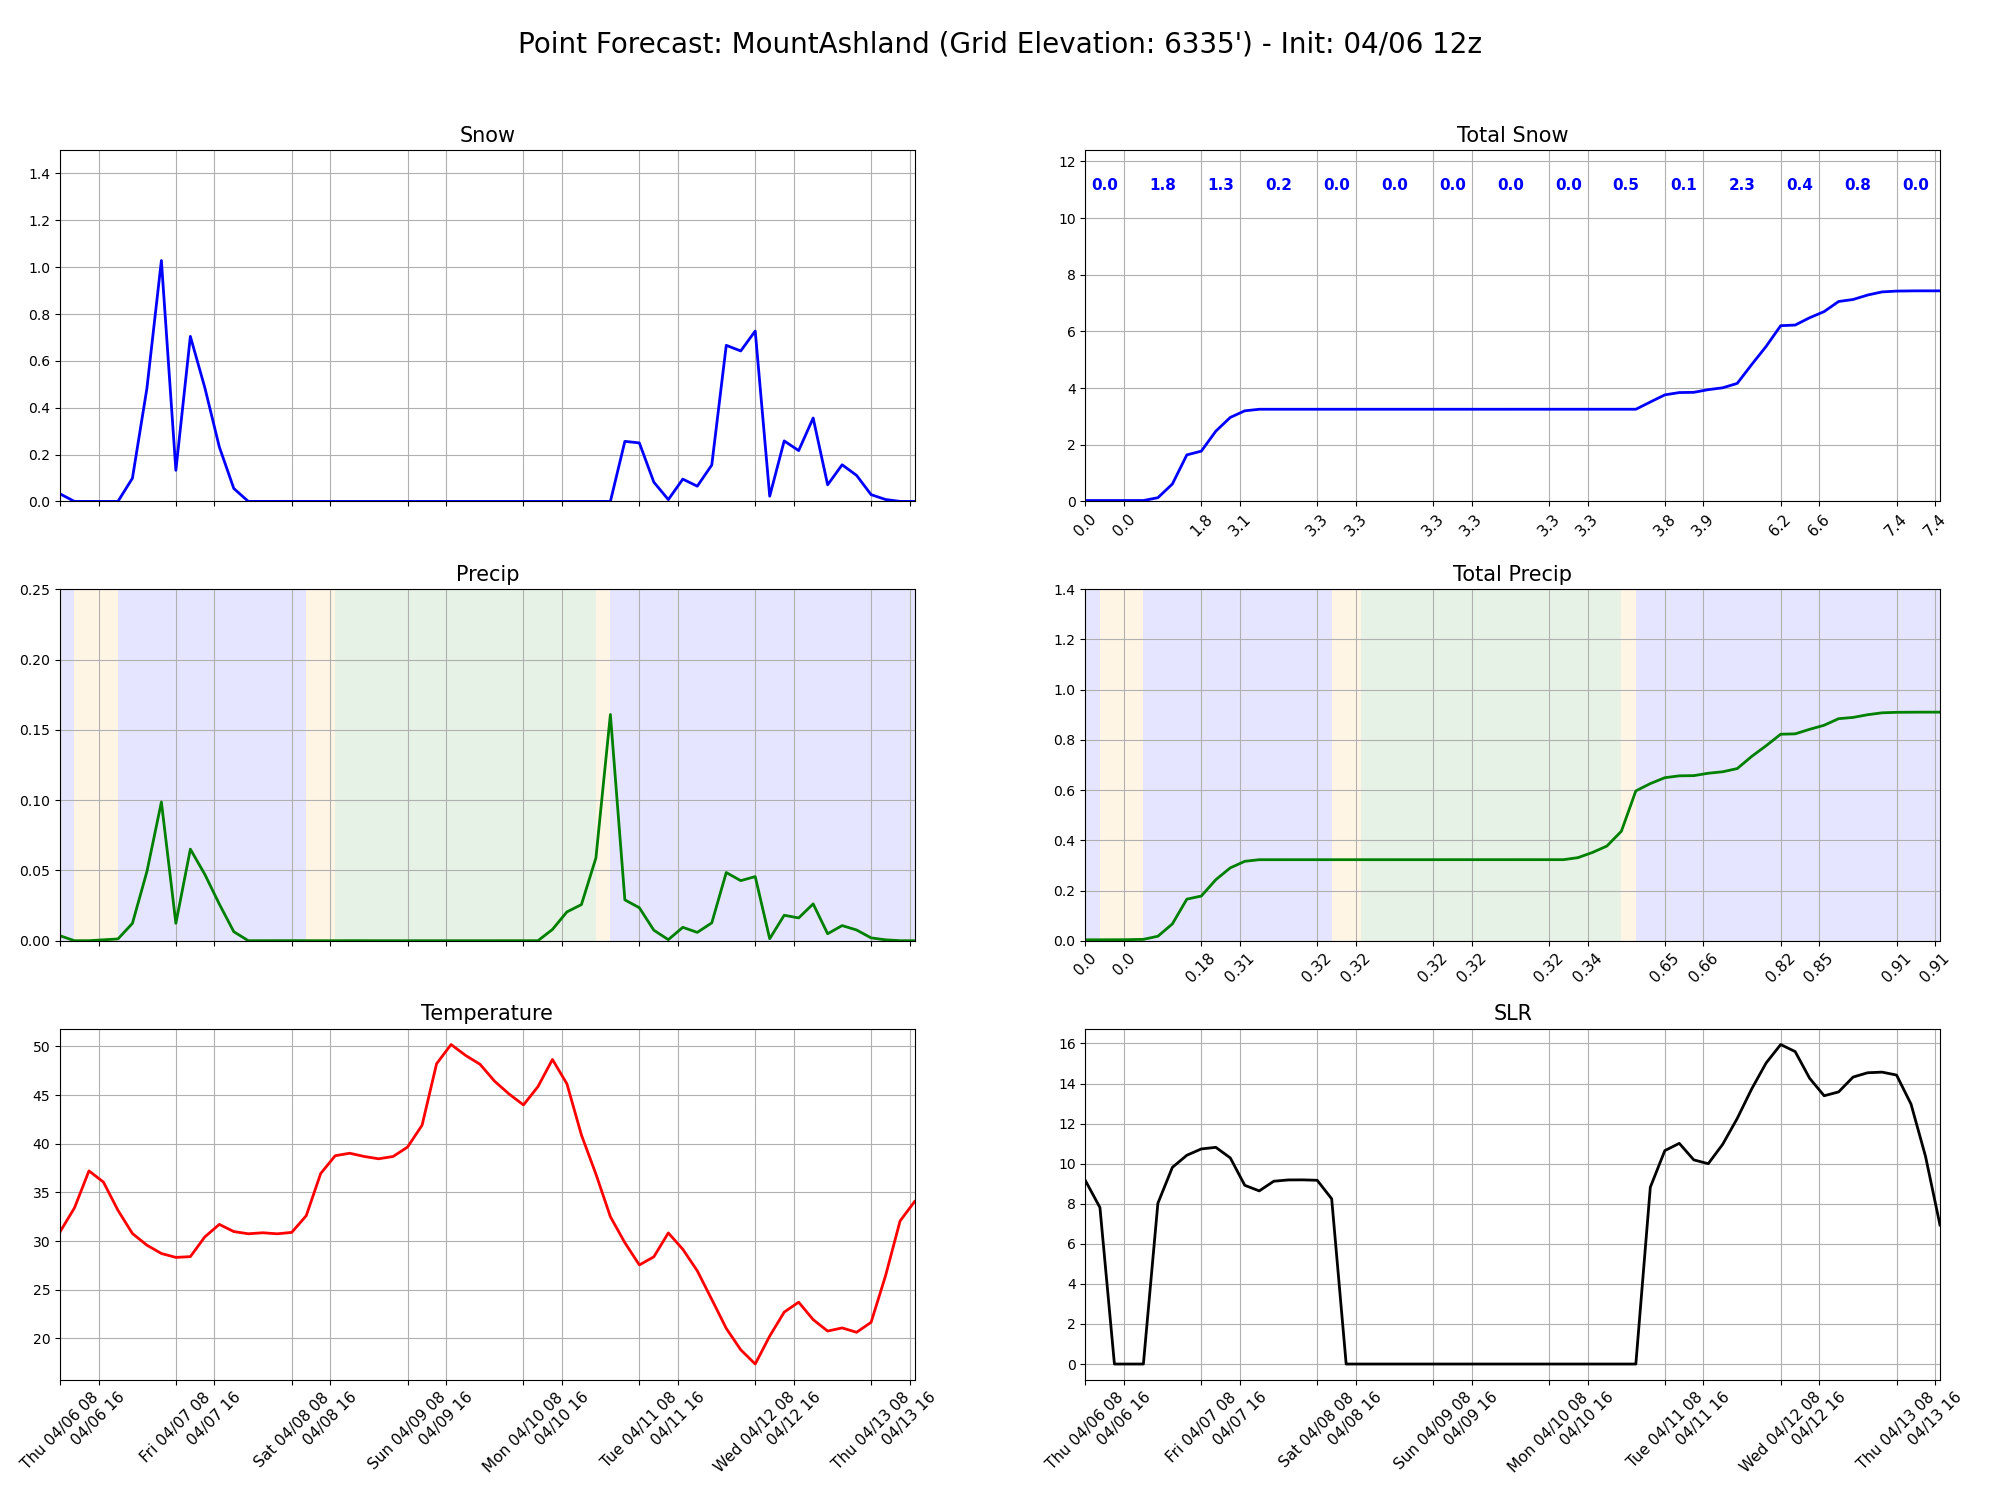 Point Forecast: MountAshland (Grid Elevation: 6335') - Init: 04/06 12z
Snow
1.4
1.2
1.0
0.8
0.6
0.4
0.2
0.0
Total Snow
12
10
8
6
4
2
0
0.0 1.8 1.3 0.2 0.0 0.0 0.0 0.0 0.0 0.5 0.1 2.3 0.4 0.8 0.0
0.0 0.0 1.8 3.1 3.3 3.3 3.3 3.3 3.3 3.3 3.8 3.9 6.2 6.6 7.4 7.4
Precip
0.25
0.20
0.15
0.10
0.05
0.00
Total Precip
1.4
1.2
1.0
0.8
0.6
0.4
0.2
0.0
0.0 0.0 0.18 0.31 0.32 0.32 0.32 0.32 0.32 0.34 0.65 0.66 0.82 0.85 0.91 0.91
Temperature
50
45
40
35
30
25
20
Thu 04/06 08
04/06 16
Fri 04/07 08
04/07 16
Sat 04/08 08
04/08 16
Sun 04/09 08
04/09 16
Mon 04/10 08
04/10 16
Tue 04/11 08
04/11 16
Wed 04/12 08
04/12 16
Thu 04/13 08
04/13 16
SLR
16
14
12
10
8
6
4
2
0
Thu 04/06 08
04/06 16
Fri 04/07 08
04/07 16
Sat 04/08 08
04/08 16
Sun 04/09 08
04/09 16
Mon 04/10 08
04/10 16
Tue 04/11 08
04/11 16
Wed 04/12 08
04/12 16
Thu 04/13 08
04/13 16